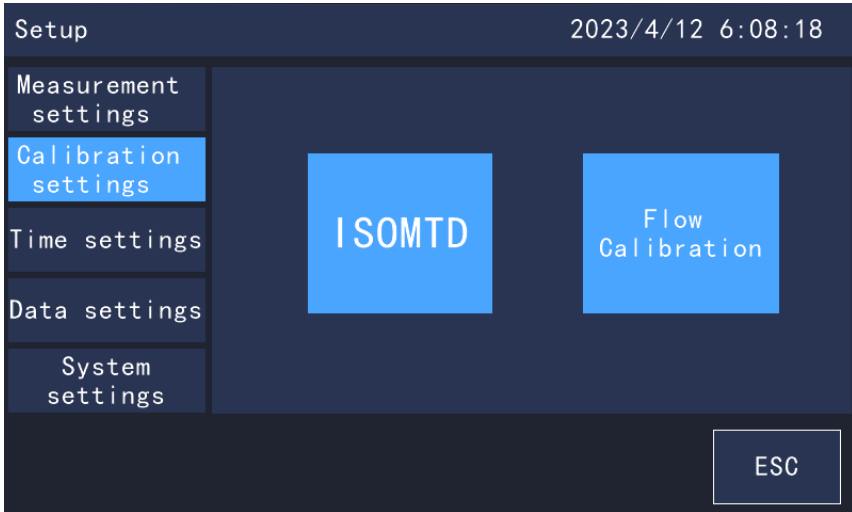 Setup
2023/4/12 6:08:18
Measurement
settings
Calibration
settings
Time settings
Data settings
System
settings
ISOMTD
Flow
Calibration
ESC